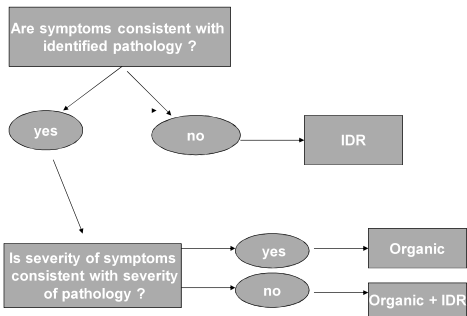 Are symptoms consistent with
identified pathology ?
yes
no
IDR
Is severity of symptoms
consistent with severity
of pathology ?
yes
Organic
no
Organic + IDR